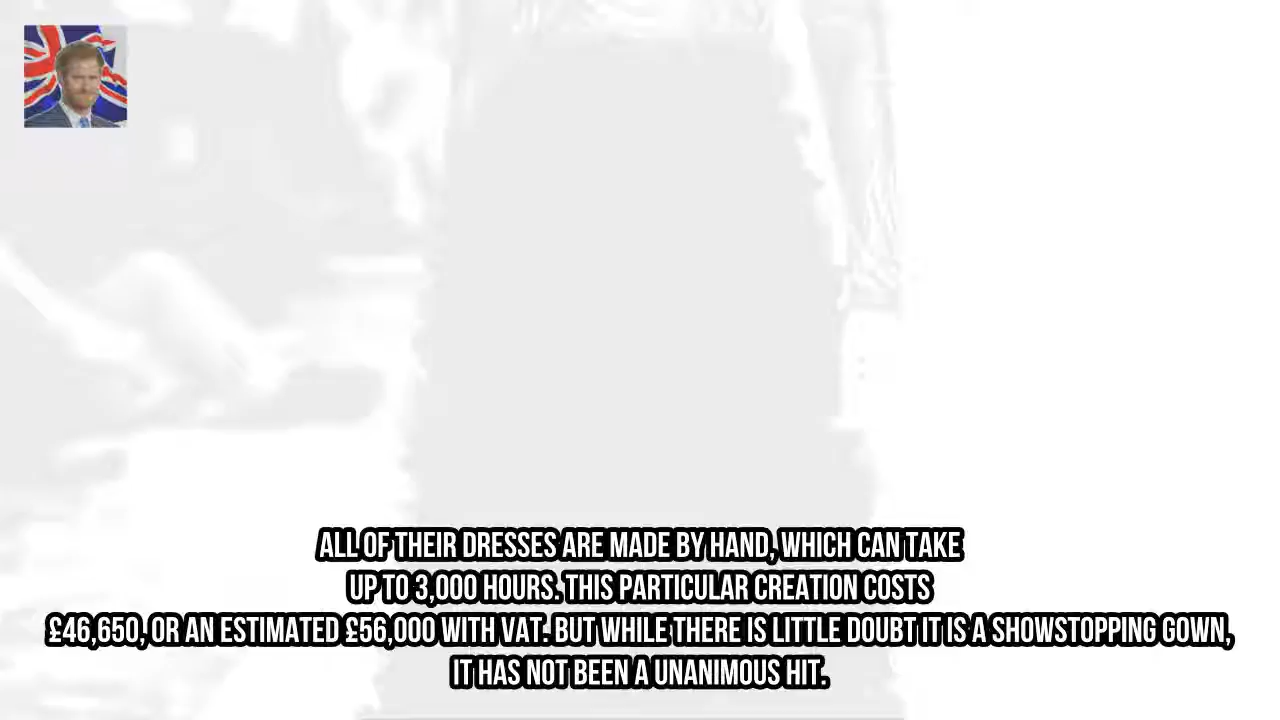 ALL OF THEIR DRESSES ARE MADE BY HAND, WHICH CAN TAKE
UP TO 3,000 HOURS. THIS PARTICULAR CREATION COSTS
£46,650, OR AN ESTIMATED £56,000 WITH VAT. BUT WHILE THERE IS LITTLE DOUBT IT IS A SHOWSTOPPING GOWN,
IT HAS NOT BEEN A UNANIMOUS HIT.